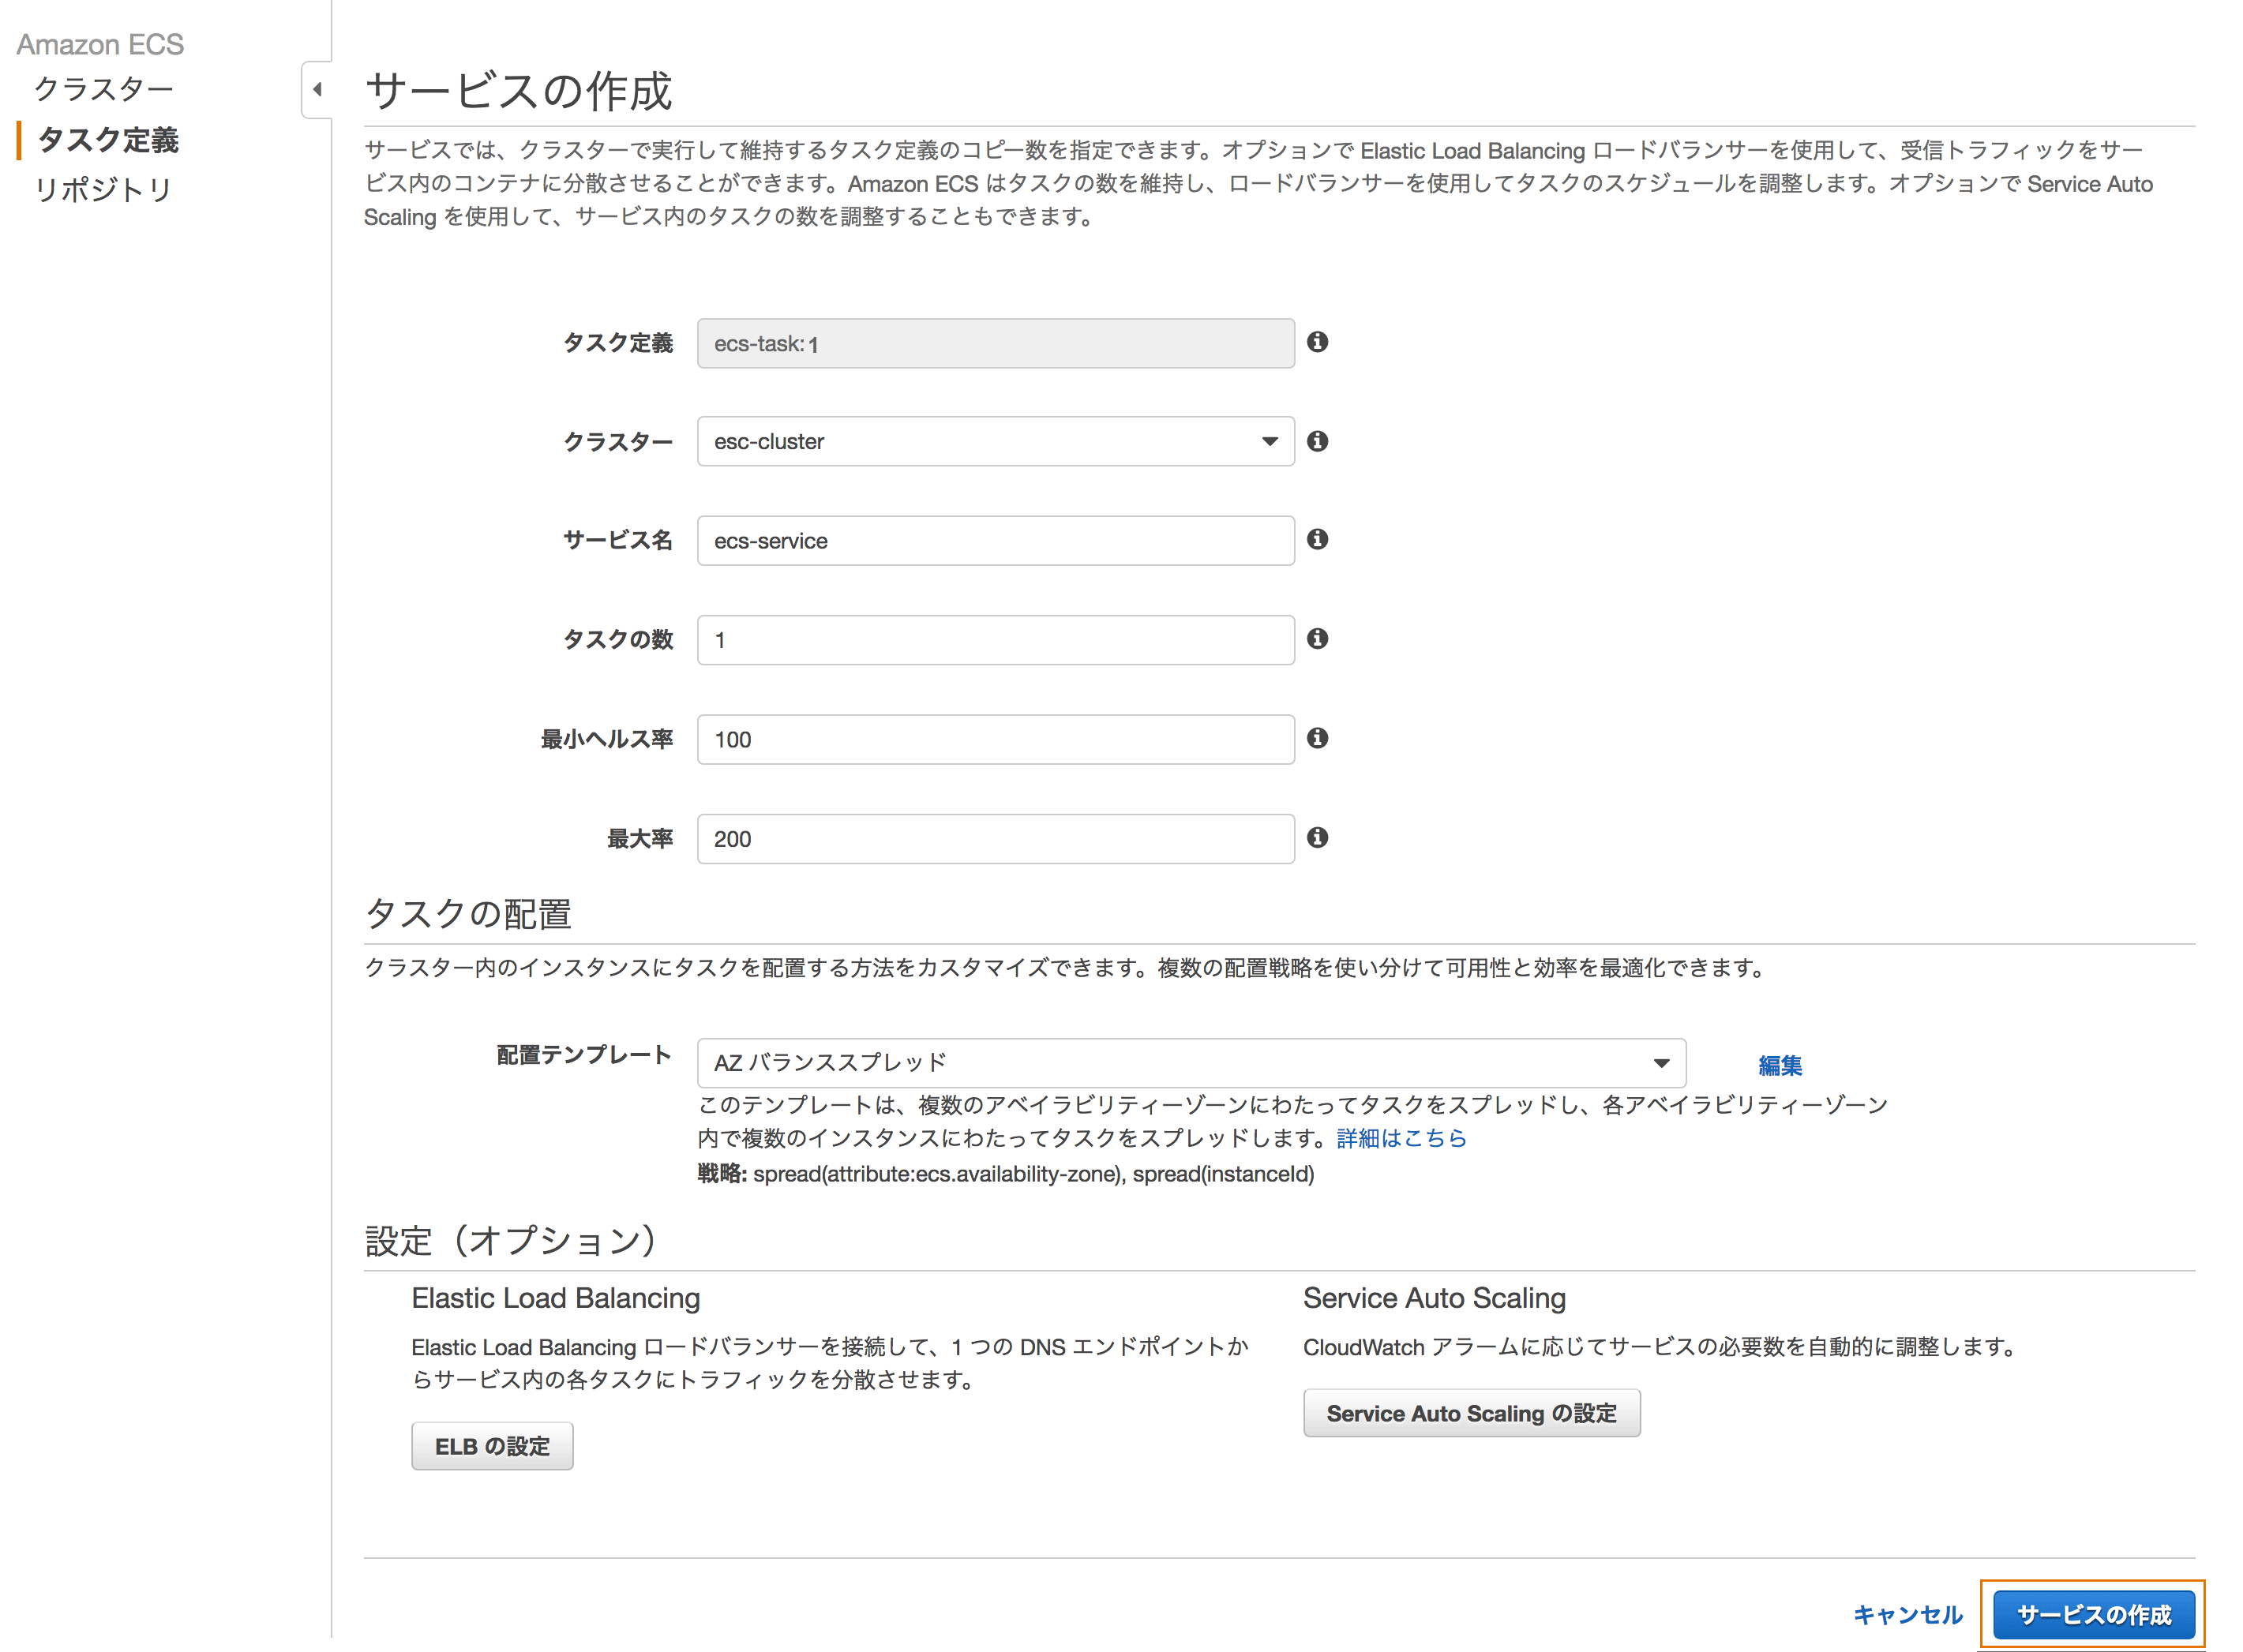 Amazon ECS
クラスター
タスク定義
リポジトリ
サービスの作成
サービスでは、クラスターで実行して維持するタスク定義のコピー数を指定できます。オプションで Elastic Load Balancing ロードバランサーを使用して、受信トラフィックをサー
ビス内のコンテナに分散させることができます。Amazon ECS はタスクの数を維持し、ロードバランサーを使用してタスクのスケジュールを調整します。オプションで Service Auto
Scaling を使用して、サービス内のタスクの数を調整することもできます。
タスク定義 ecs-task:1
クラスター esc-cluster
サービス名 ecs-service
タスクの数 1
最小ヘルス率 100
最大率 200
タスクの配置
クラスター内のインスタンスにタスクを配置する方法をカスタマイズできます。複数の配置戦略を使い分けて可用性と効率を最適化できます。
配置テンプレート AZ バランススプレッド 編集
このテンプレートは、複数のアベイラビリティーゾーンにわたってタスクをスプレッドし、各アベイラビリティーゾーン
内で複数のインスタンスにわたってタスクをスプレッドします。詳細はこちら
戦略: spread(attribute:ecs.availability-zone), spread(instanceId)
設定（オプション）
Elastic Load Balancing
Elastic Load Balancing ロードバランサーを接続して、1 つの DNS エンドポイントか
らサービス内の各タスクにトラフィックを分散させます。
ELB の設定
Service Auto Scaling
CloudWatch アラームに応じてサービスの必要数を自動的に調整します。
Service Auto Scaling の設定
キャンセル サービスの作成